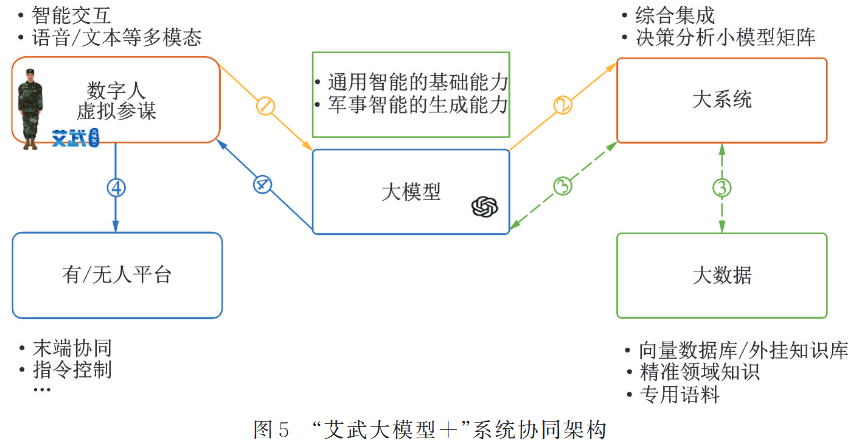 • 智能交互
• 语音/文本等多模态
数字人
虚拟参谋
艾武
①
• 通用智能的基础能力
• 军事智能的生成能力
②
• 综合集成
• 决策分析小模型矩阵
大系统
④
④
大模型
③
③
有/无人平台
大数据
• 末端协同
• 指令控制
…
• 向量数据库/外挂知识库
• 精准领域知识
• 专用语料
图5 “艾武大模型+”系统协同架构